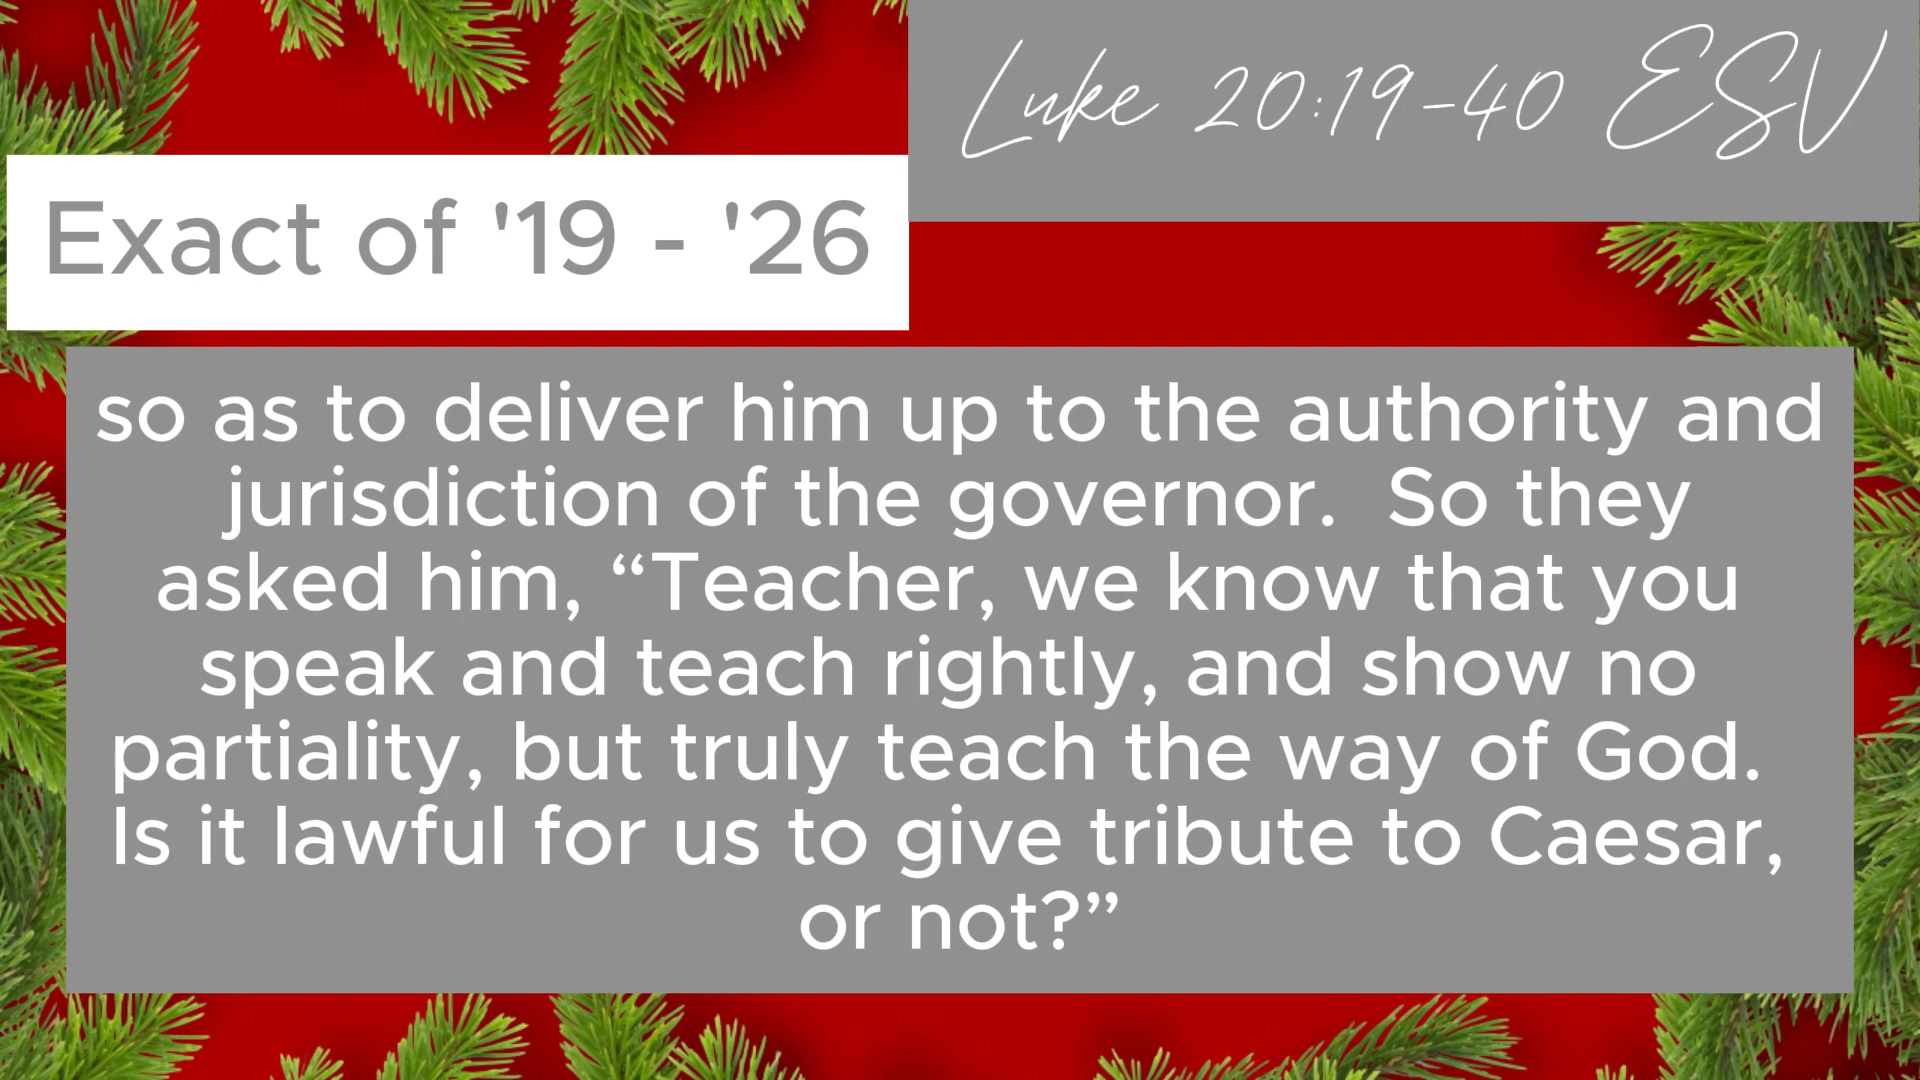 Luke 20:19-40 ESV
Exact of '19 - '26
so as to deliver him up to the authority and
jurisdiction of the governor.  So they
asked him, “Teacher, we know that you
speak and teach rightly, and show no
partiality, but truly teach the way of God.
Is it lawful for us to give tribute to Caesar,
or not?”